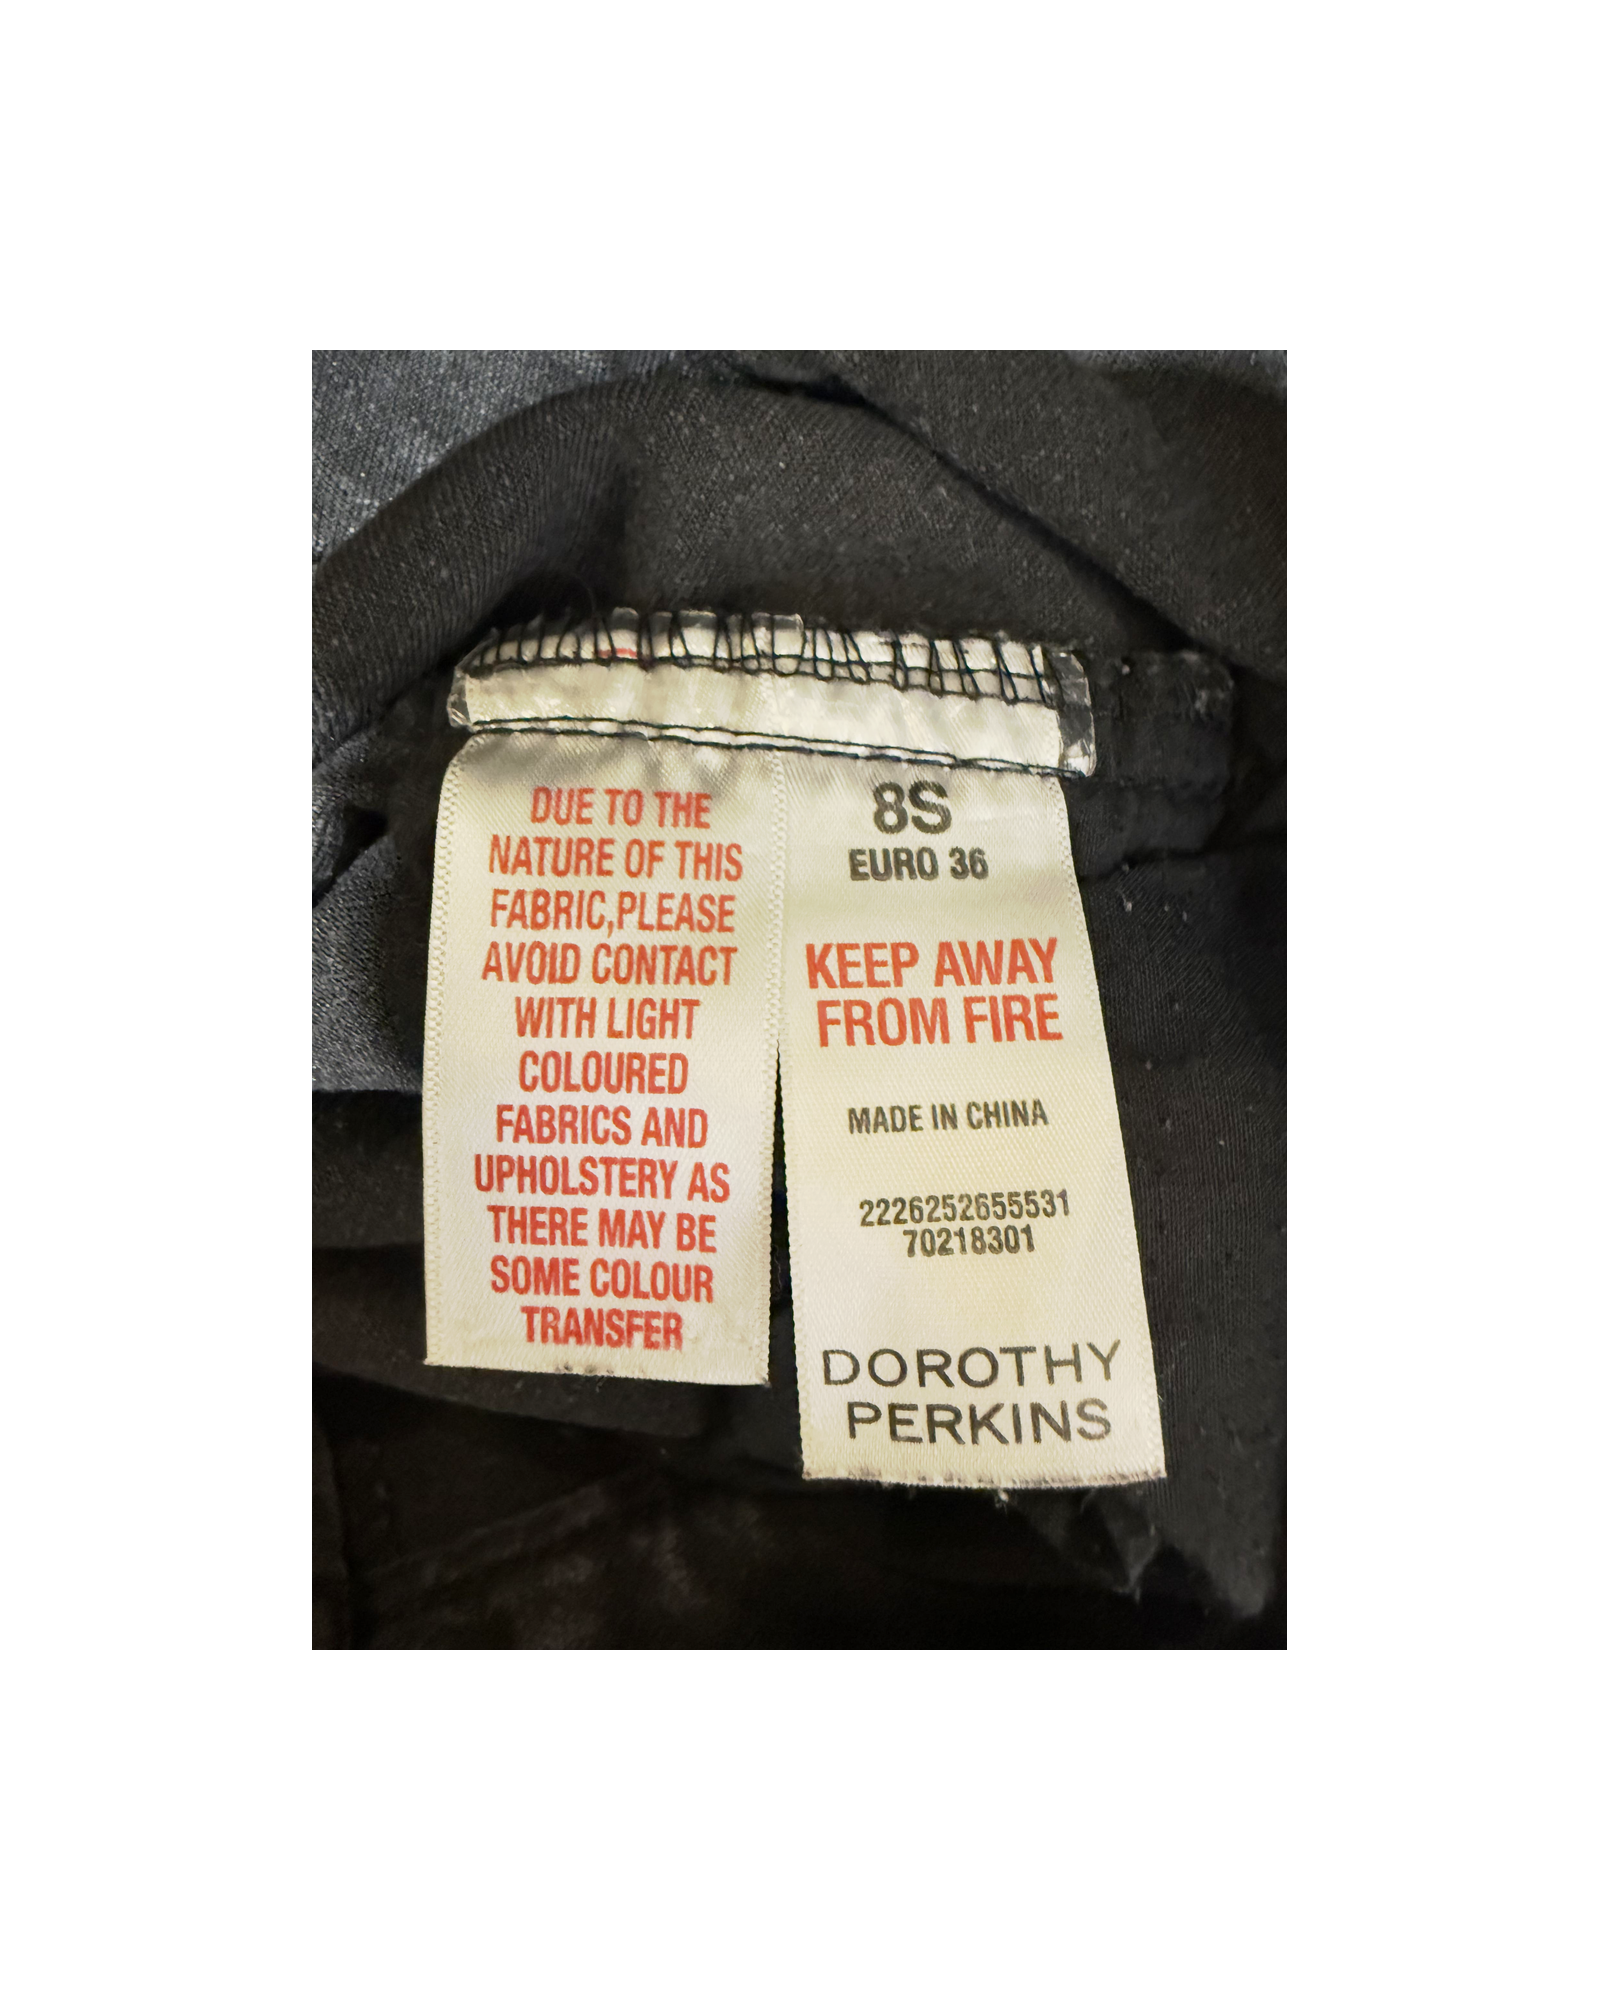 DUE TO THE
NATURE OF THIS
FABRIC,PLEASE
AVOID CONTACT
WITH LIGHT
COLOURED
FABRICS AND
UPHOLSTERY AS
THERE MAY BE
SOME COLOUR
TRANSFER
8S
EURO 36
KEEP AWAY
FROM FIRE
MADE IN CHINA
2226252655531
70218301
DOROTHY
PERKINS